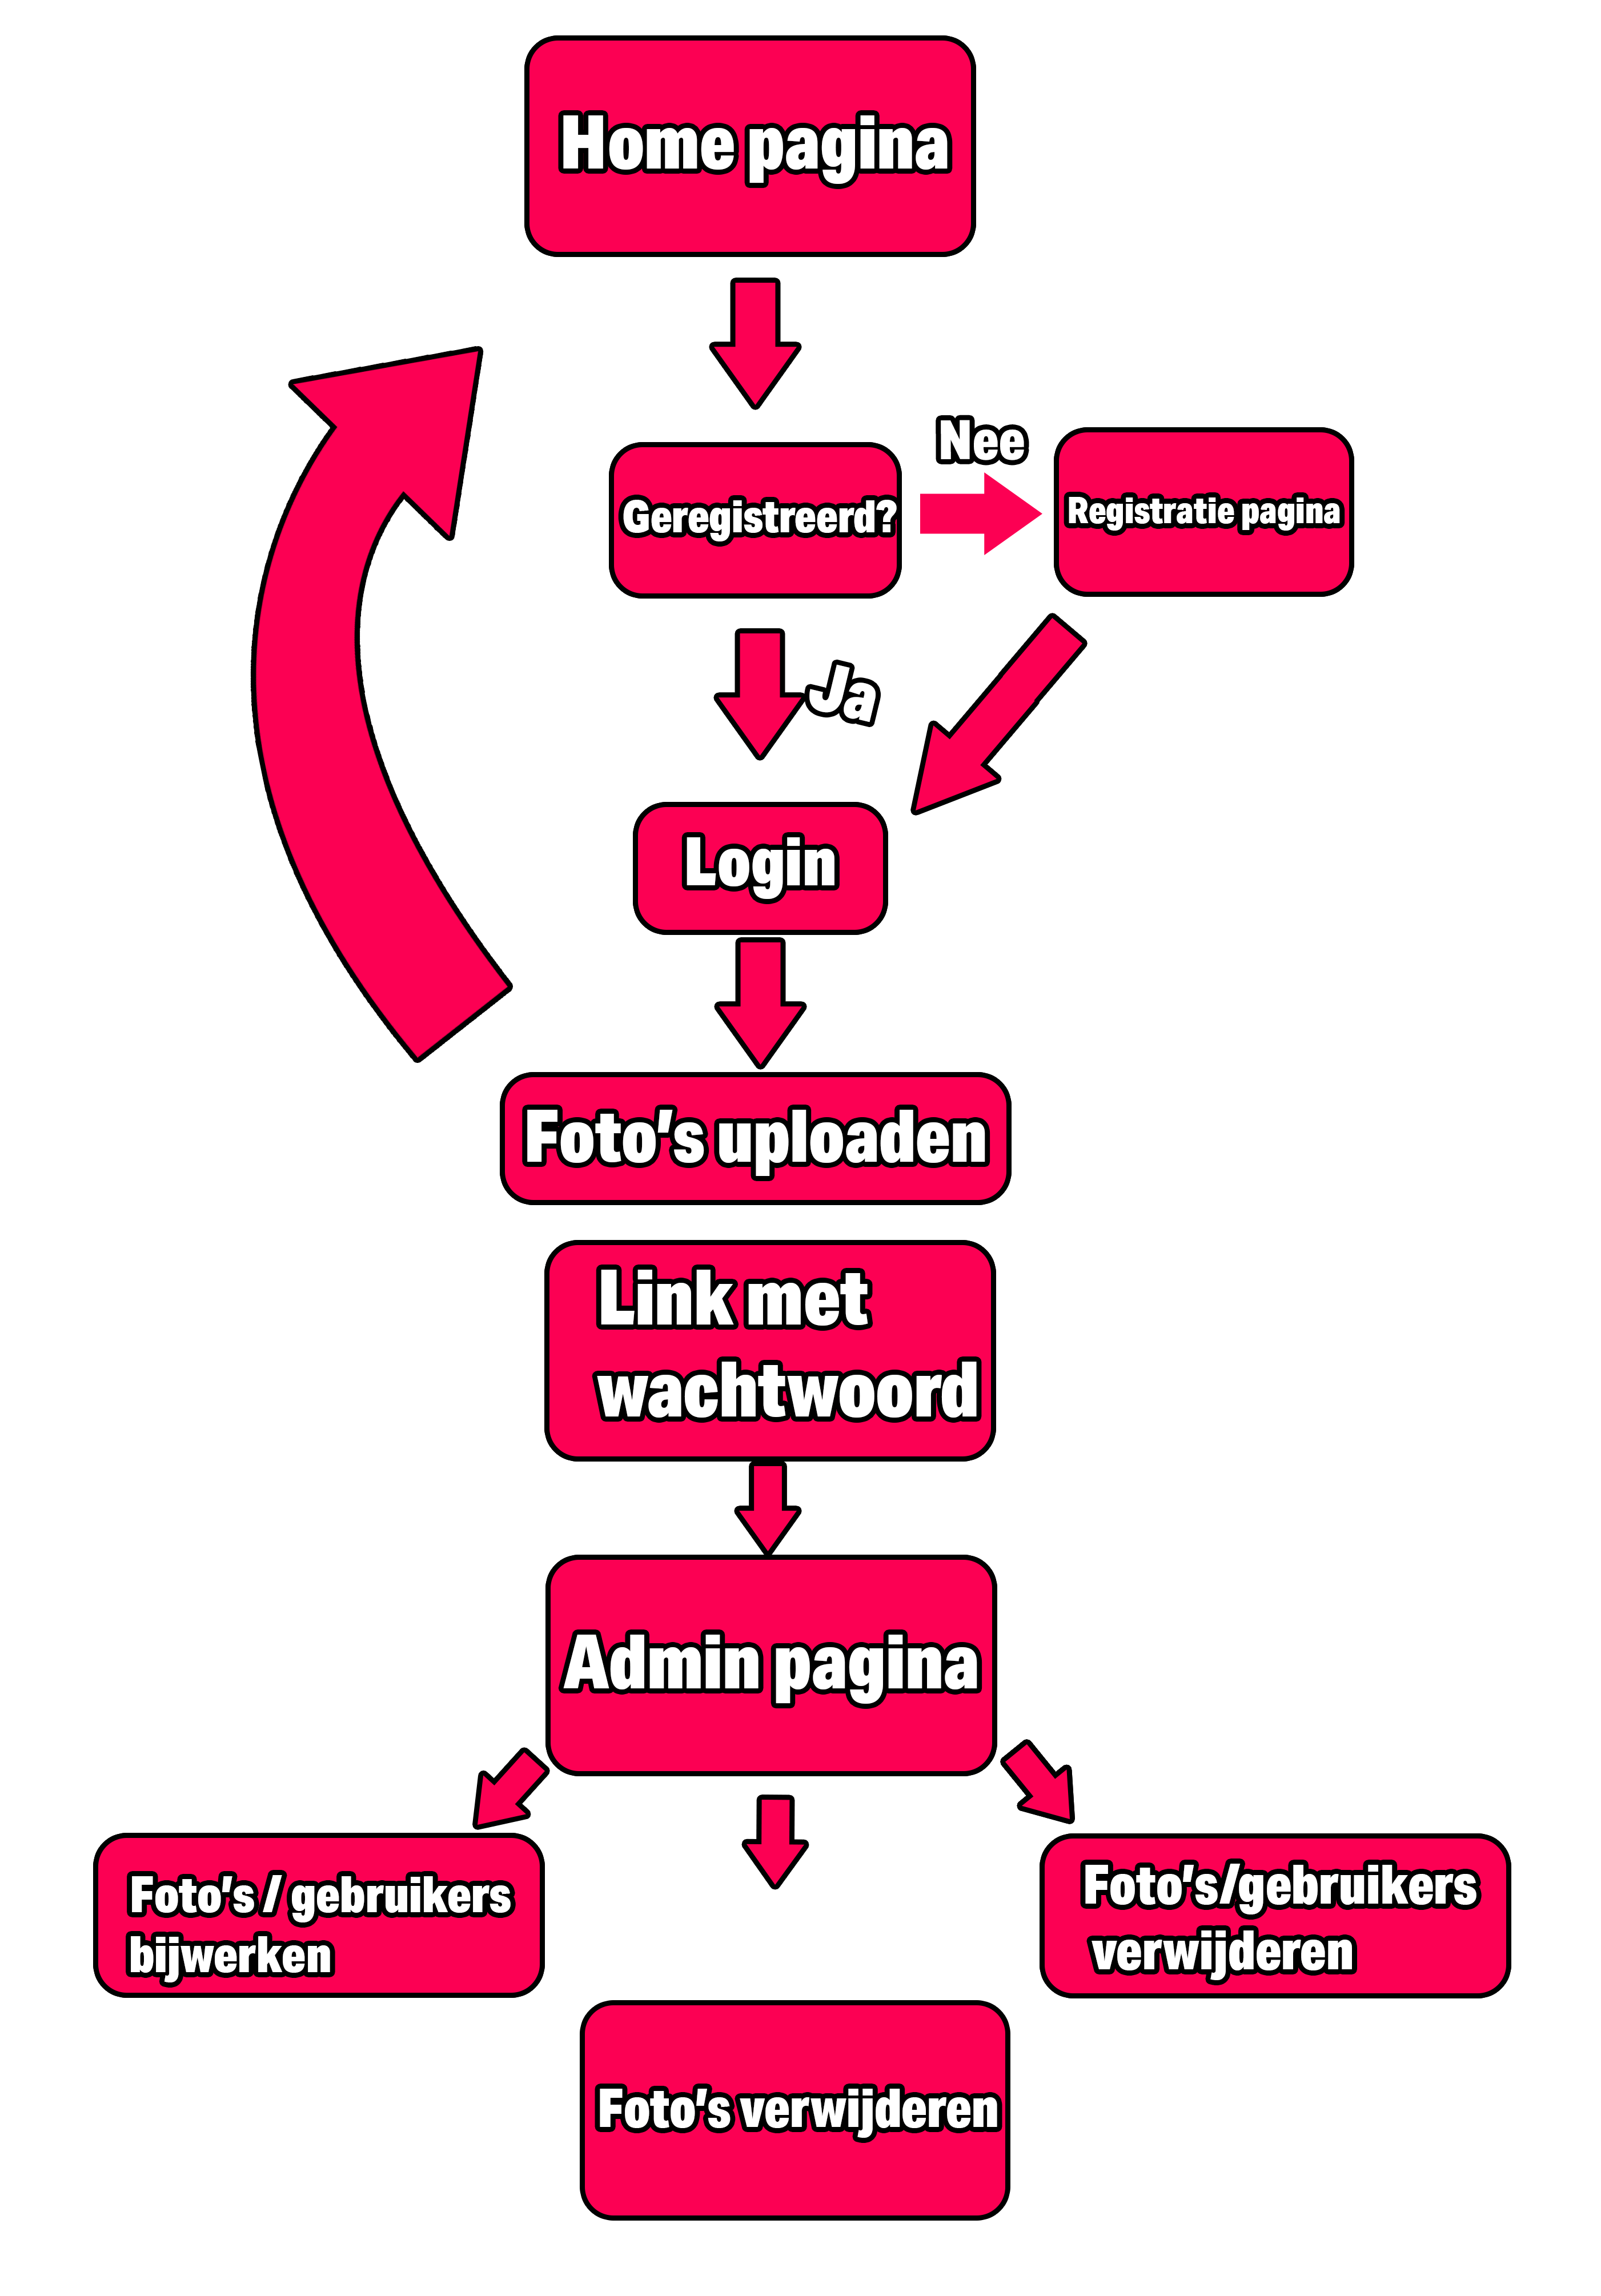 Home pagina
Nee
Geregistreerd?
Registratie pagina
Ja
Login
Foto's uploaden
Link met
wachtwoord
Admin pagina
Foto's / gebruikers
bijwerken
Foto's/gebruikers
verwijderen
Foto's verwijderen